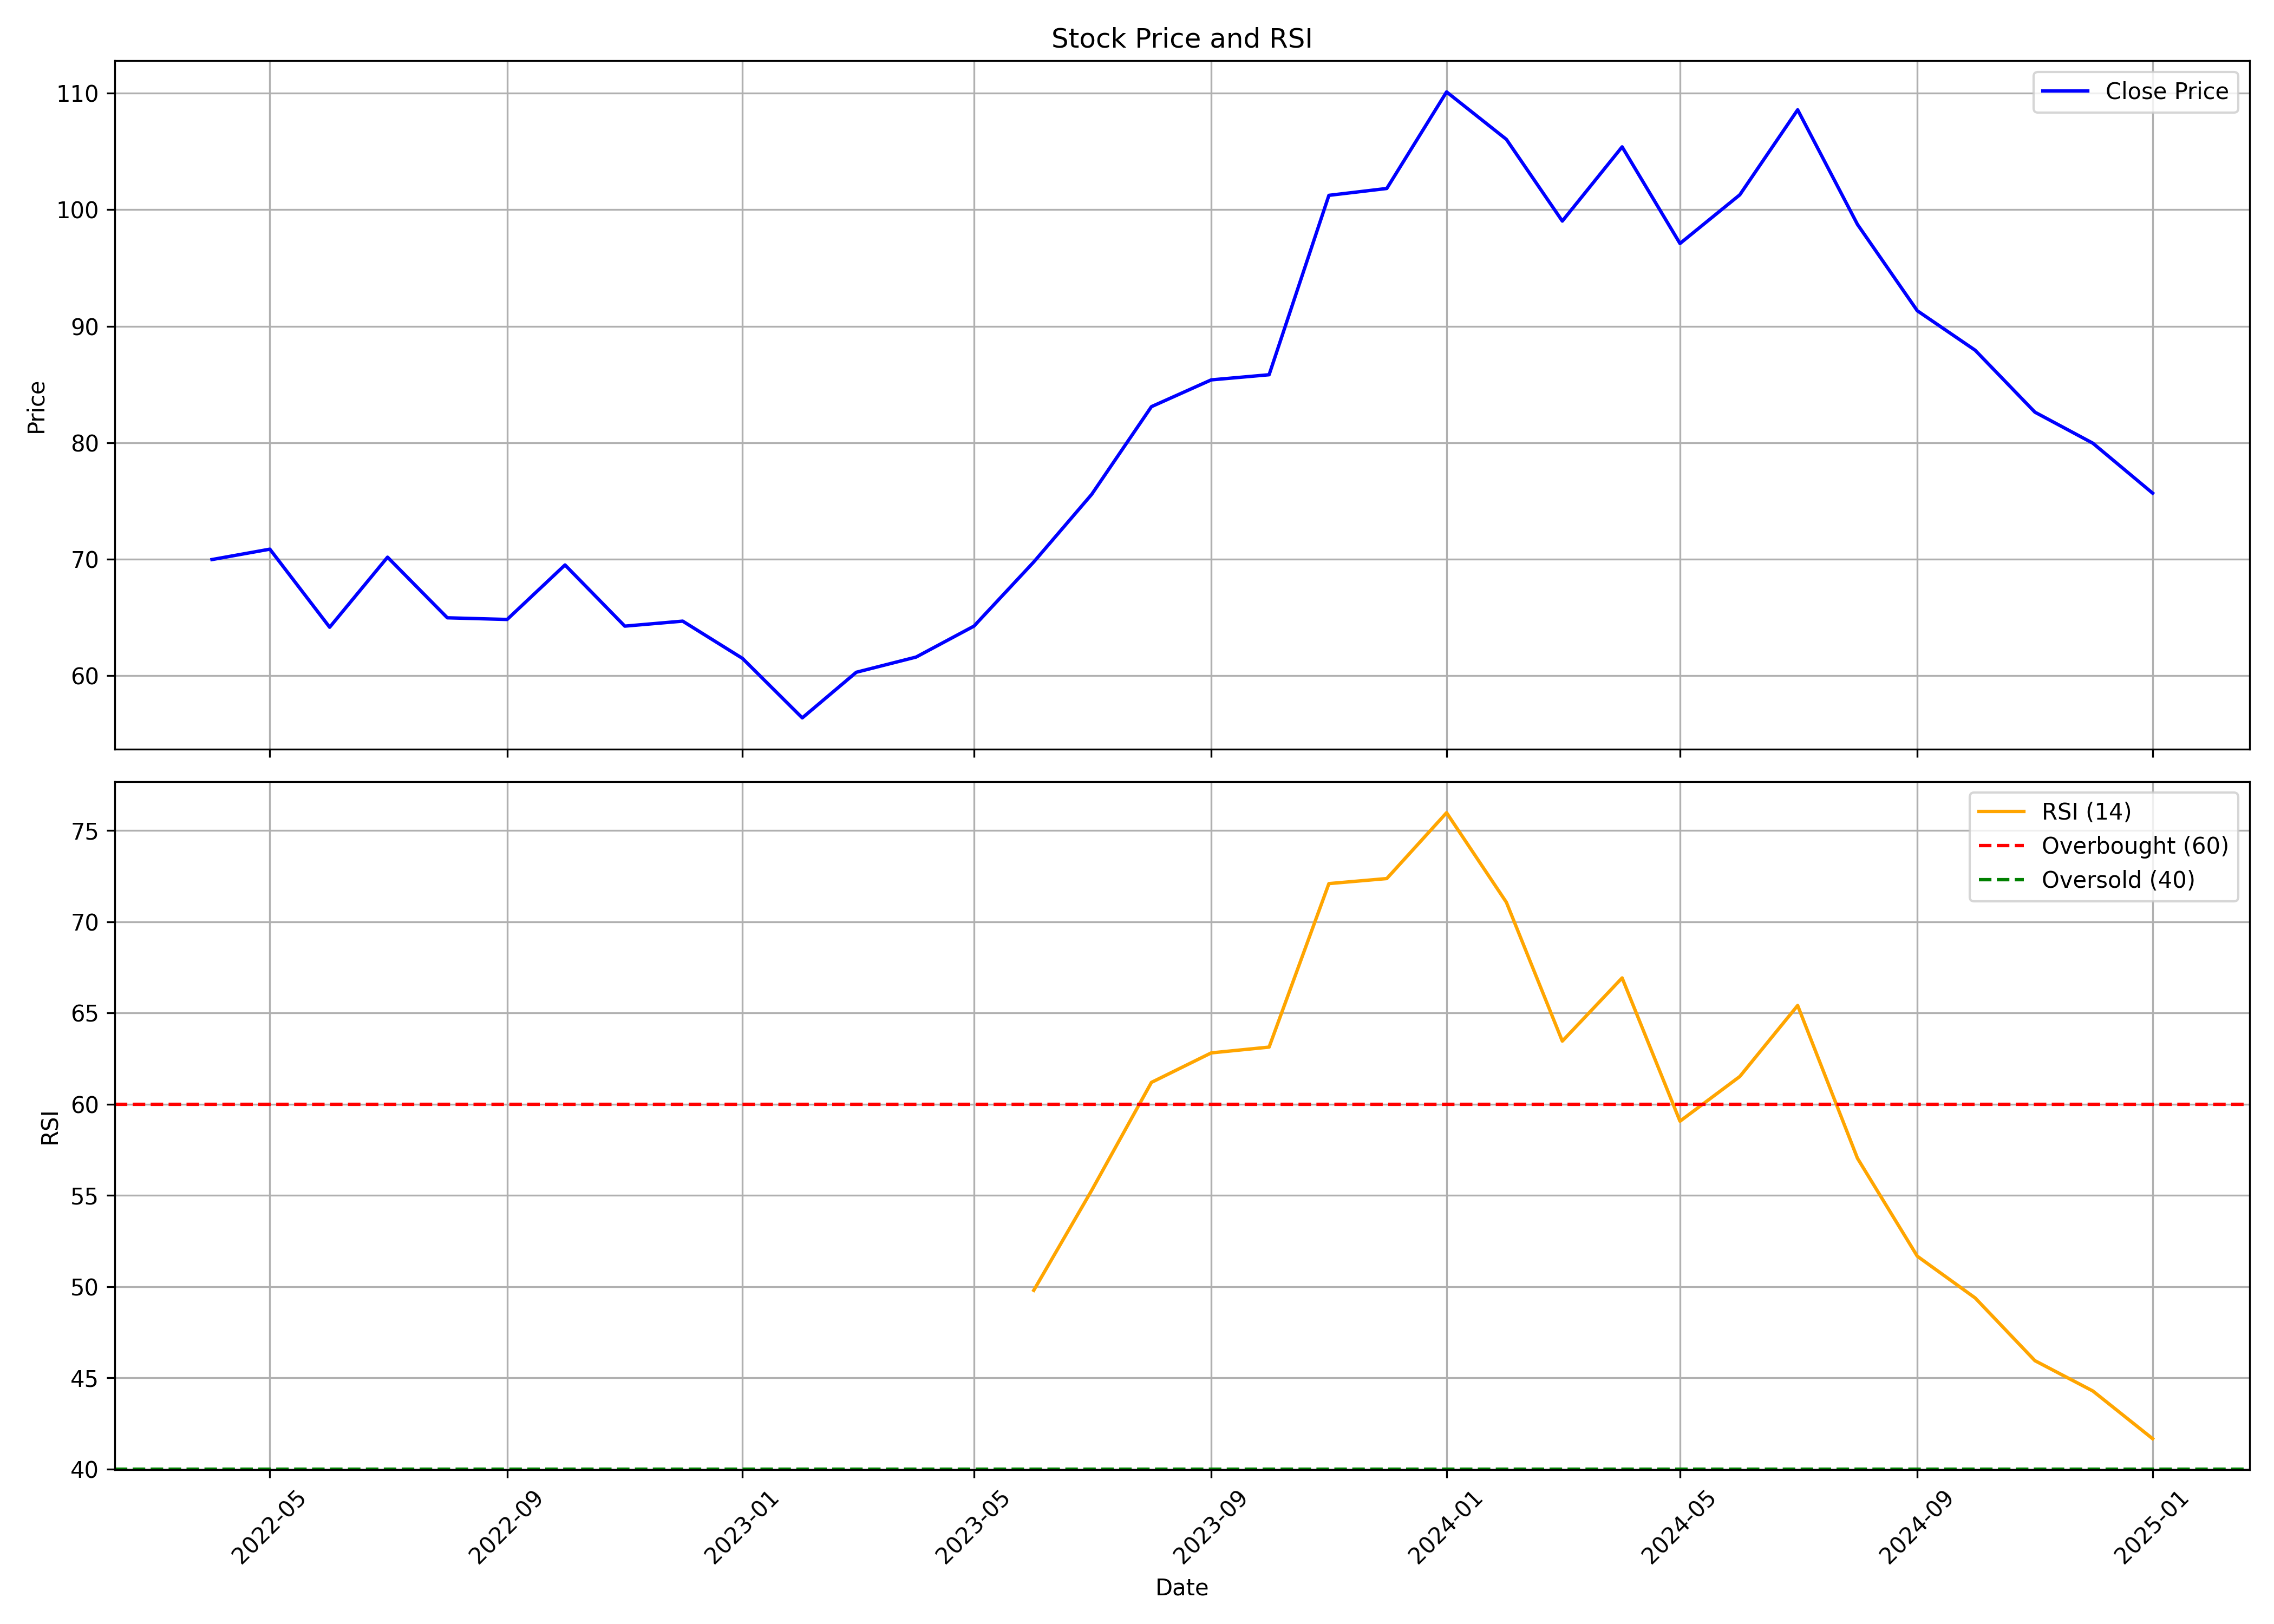 Stock Price and RSI
Close Price
Price
110
100
90
80
70
60
RSI (14)
Overbought (60)
Oversold (40)
RSI
75
70
65
60
55
50
45
40
2022-05
2022-09
2023-01
2023-05
2023-09
2024-01
2024-05
2024-09
2025-01
Date